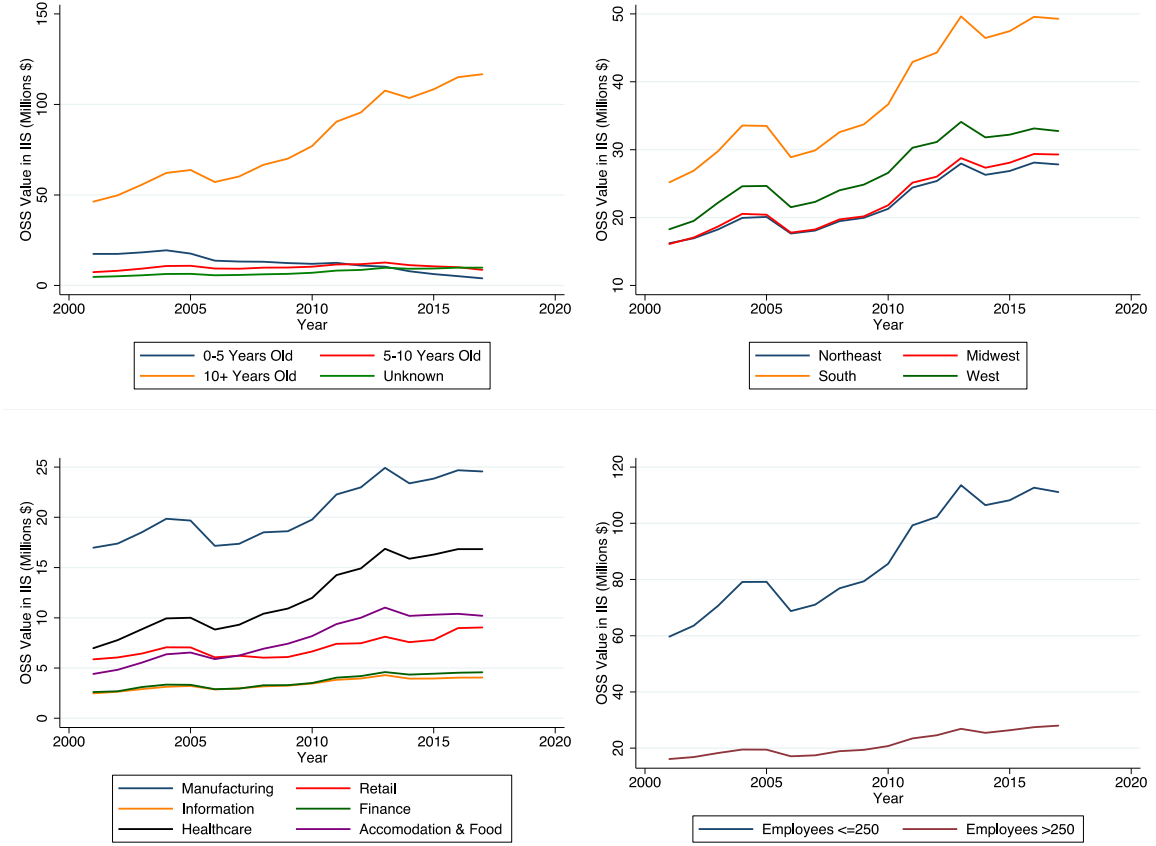 OSS Value in IIS (Millions $)
150
100
50
0
2000 2005 2010 2015 2020
Year
0-5 Years Old 5-10 Years Old
10+ Years Old Unknown
OSS Value in IIS (Millions $)
50
40
30
20
10
2000 2005 2010 2015 2020
Year
Northeast Midwest
South West
OSS Value in IIS (Millions $)
25
20
15
10
5
0
2000 2005 2010 2015 2020
Year
Manufacturing Retail
Information Finance
Healthcare Accomodation & Food
OSS Value in IIS (Millions $)
120
100
80
60
40
20
2000 2005 2010 2015 2020
Year
Employees <=250 Employees >250